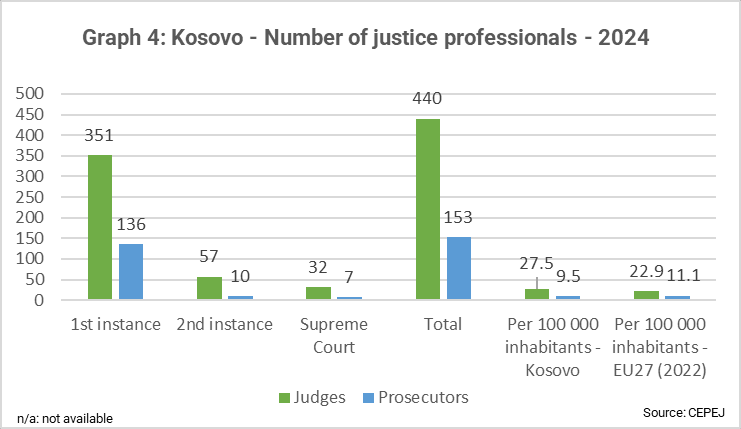 Graph 4: Kosovo - Number of justice professionals - 2024
500
450
400
350
300
250
200
150
100
50
0
351
136
57
10
32
7
440
153
27.5
9.5
22.9
11.1
1st instance
2nd instance
Supreme
Court
Total
Per 100 000
inhabitants -
Kosovo
Per 100 000
inhabitants -
EU27 (2022)
Judges
Prosecutors
n/a: not available
Source: CEPEJ